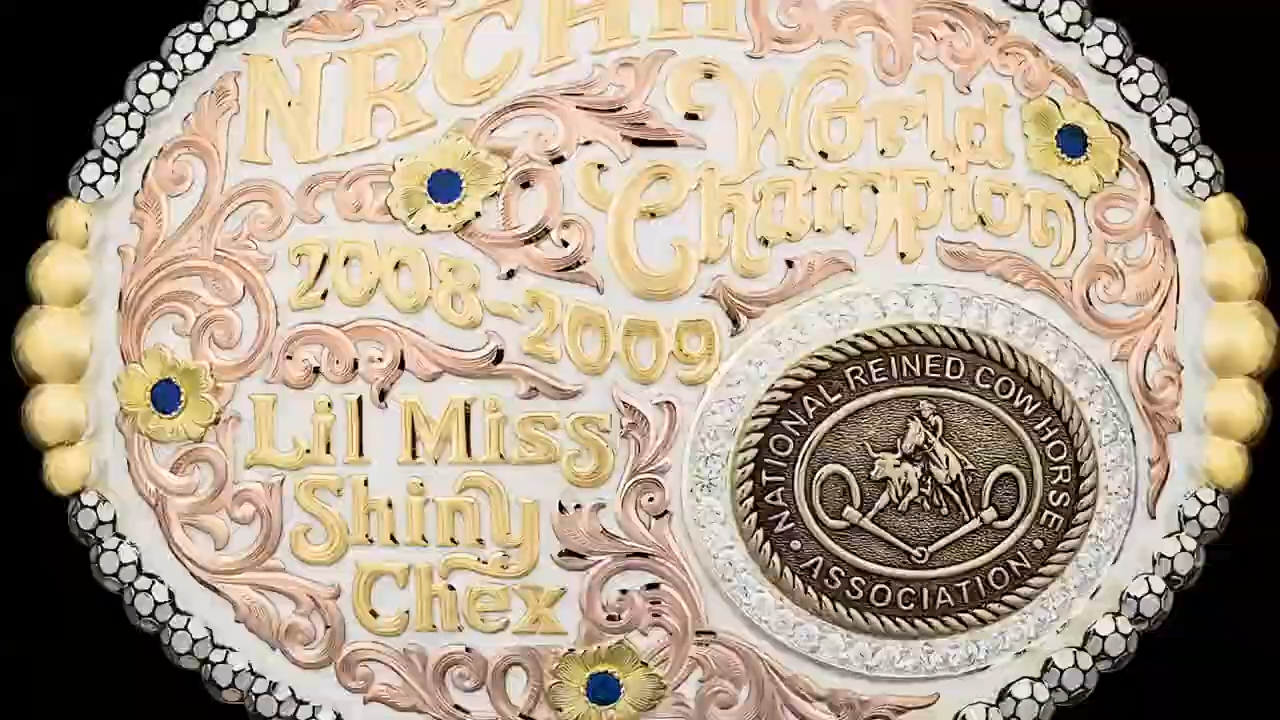 NRCHA
World
Champion
2008-2009
Lil Miss
Shiny
Chex
NATIONAL REINED COW HORSE
• ASSOCIATION •